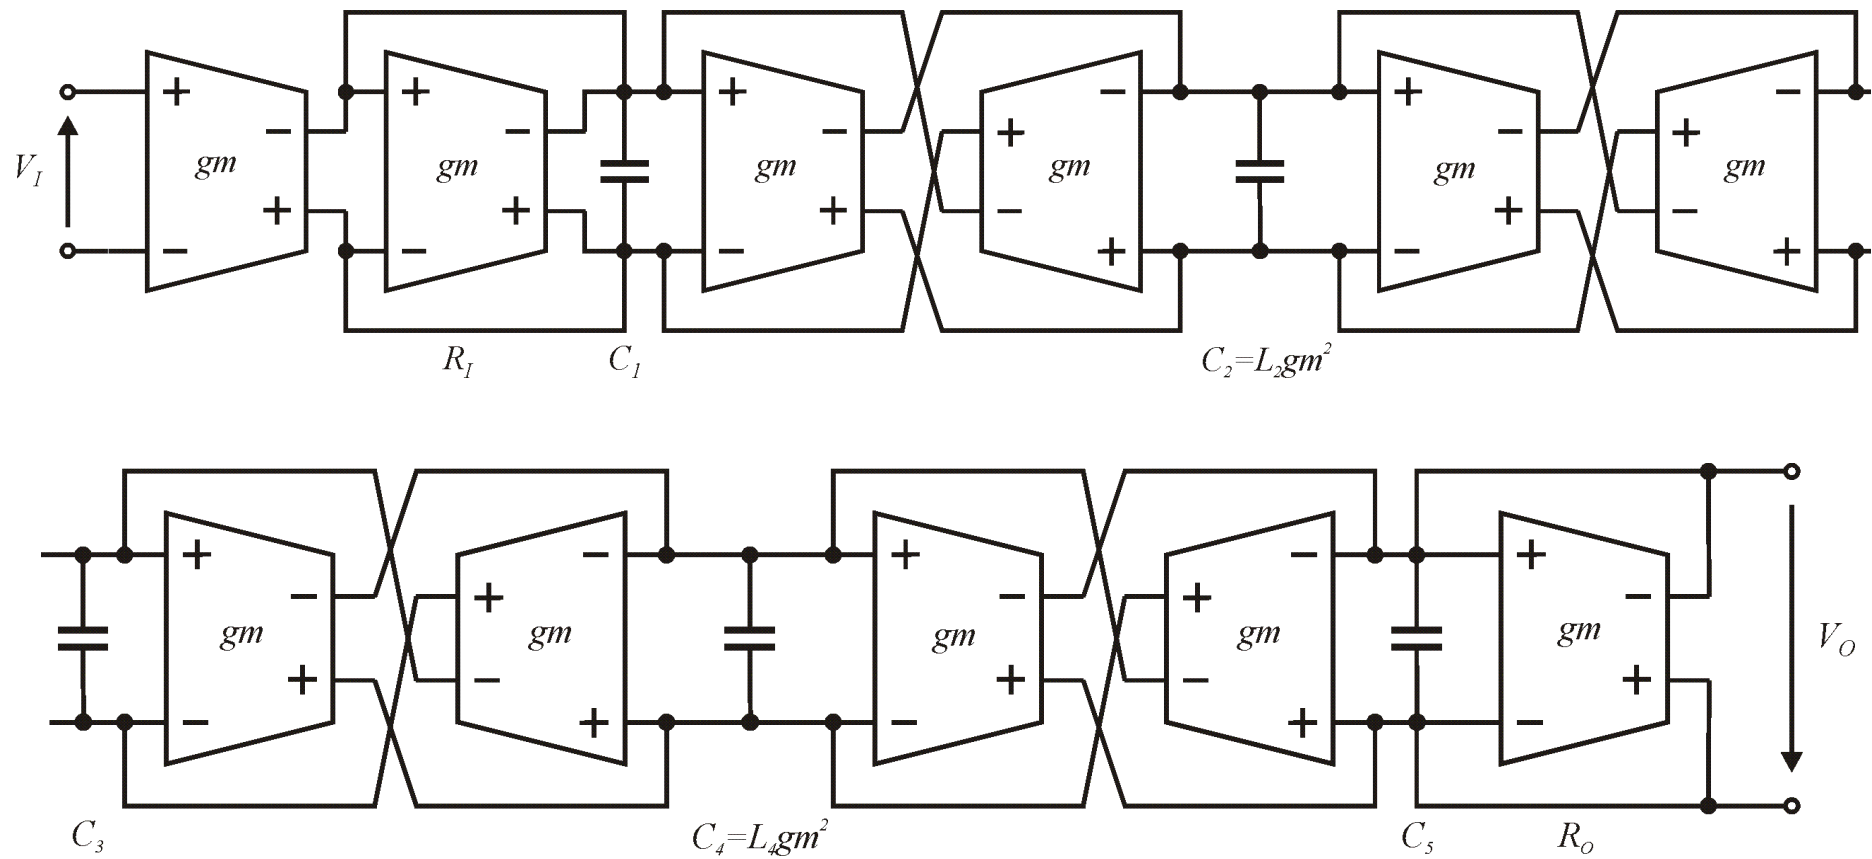 + − + − + − − + + − − +
V_I gm gm gm gm gm gm
+ − + − + − − + + − − +
R_I C_1 C_2=L_2gm^2
+ − − + + − − + + −
gm gm gm gm gm V_O
+ − − + + − − + + −
C_3 C_4=L_4gm^2 C_5 R_O